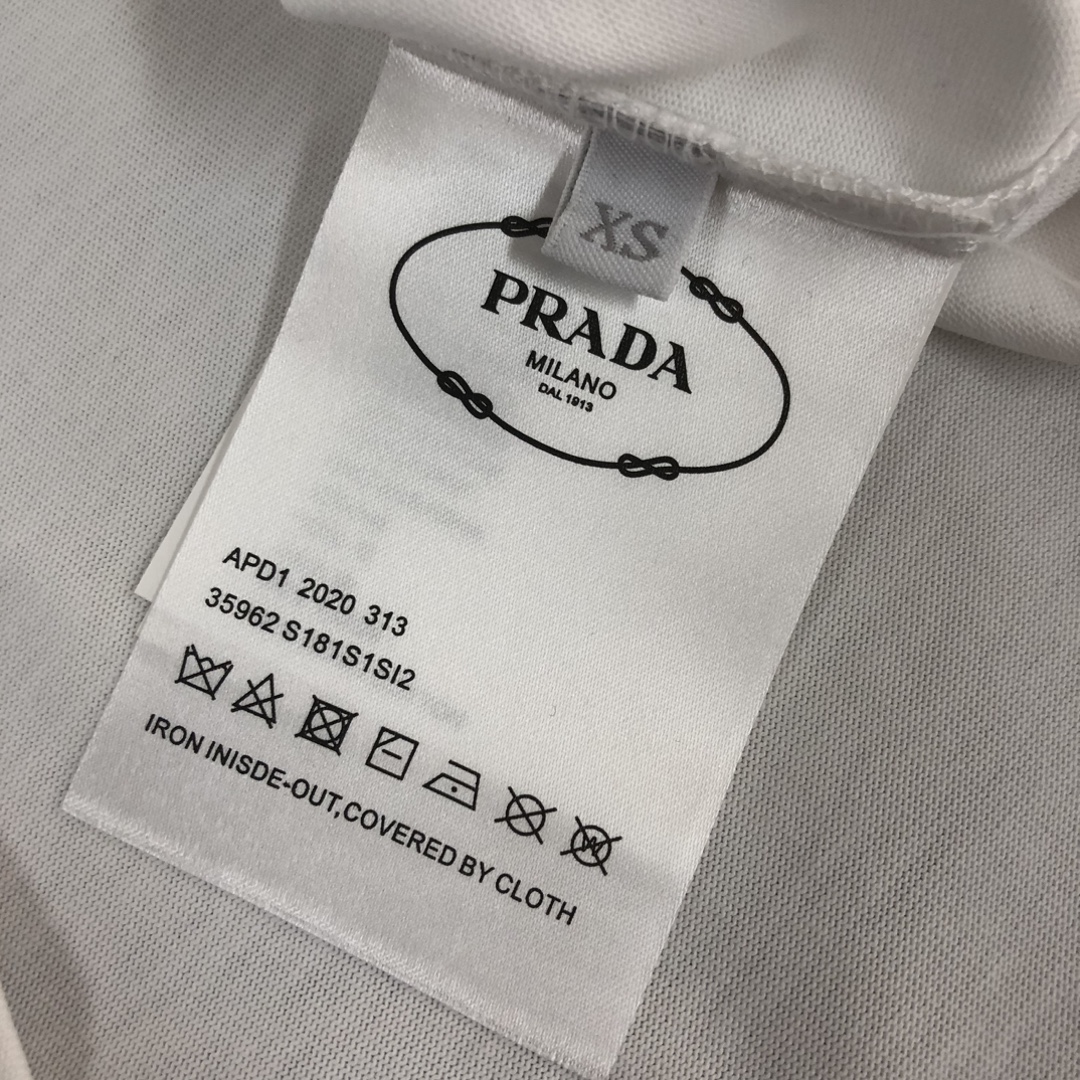 XS
PRADA
MILANO
DAL 1913
APD1 2020 313
35962 S181S1SI2
IRON INISDE-OUT,COVERED BY CLOTH